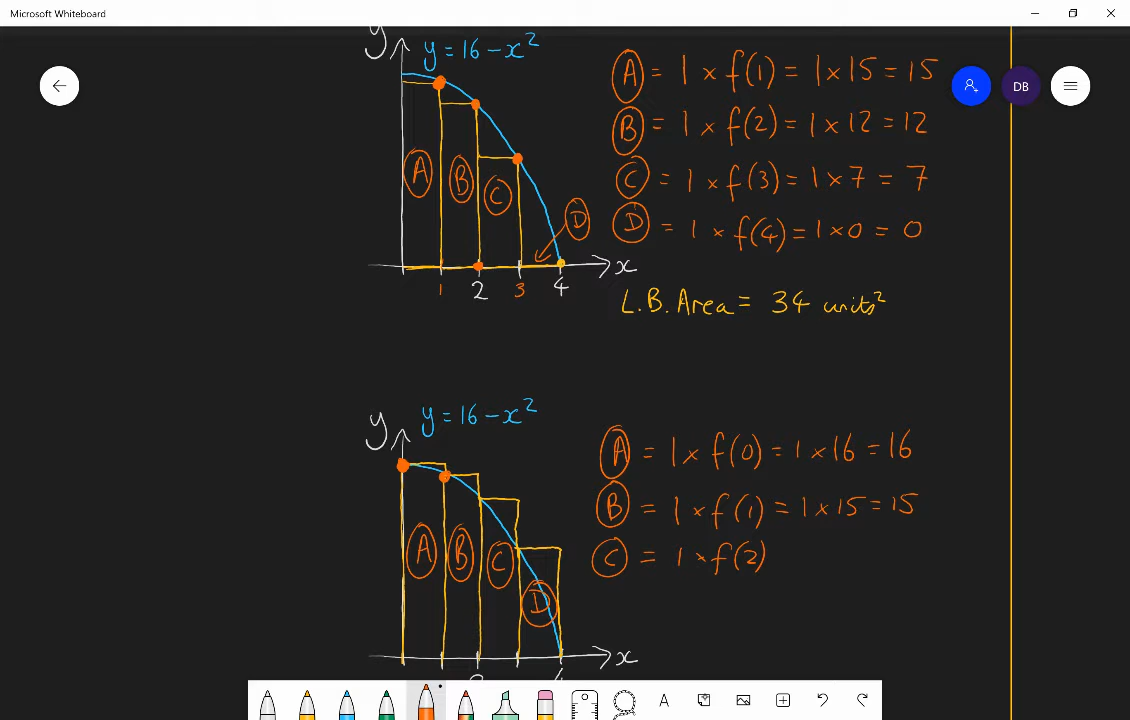 Microsoft Whiteboard
y
y = 16 - x²
A = 1 × f(1) = 1 × 15 = 15
DB
B = 1 × f(2) = 1 × 12 = 12
A B C D
C = 1 × f(3) = 1 × 7 = 7
D = 1 × f(4) = 1 × 0 = 0
x
1 2 3 4
L.B. Area = 34 units²
y
y = 16 - x²
A = 1 × f(0) = 1 × 16 = 16
B = 1 × f(1) = 1 × 15 = 15
A B C D
C = 1 × f(2)
x
A